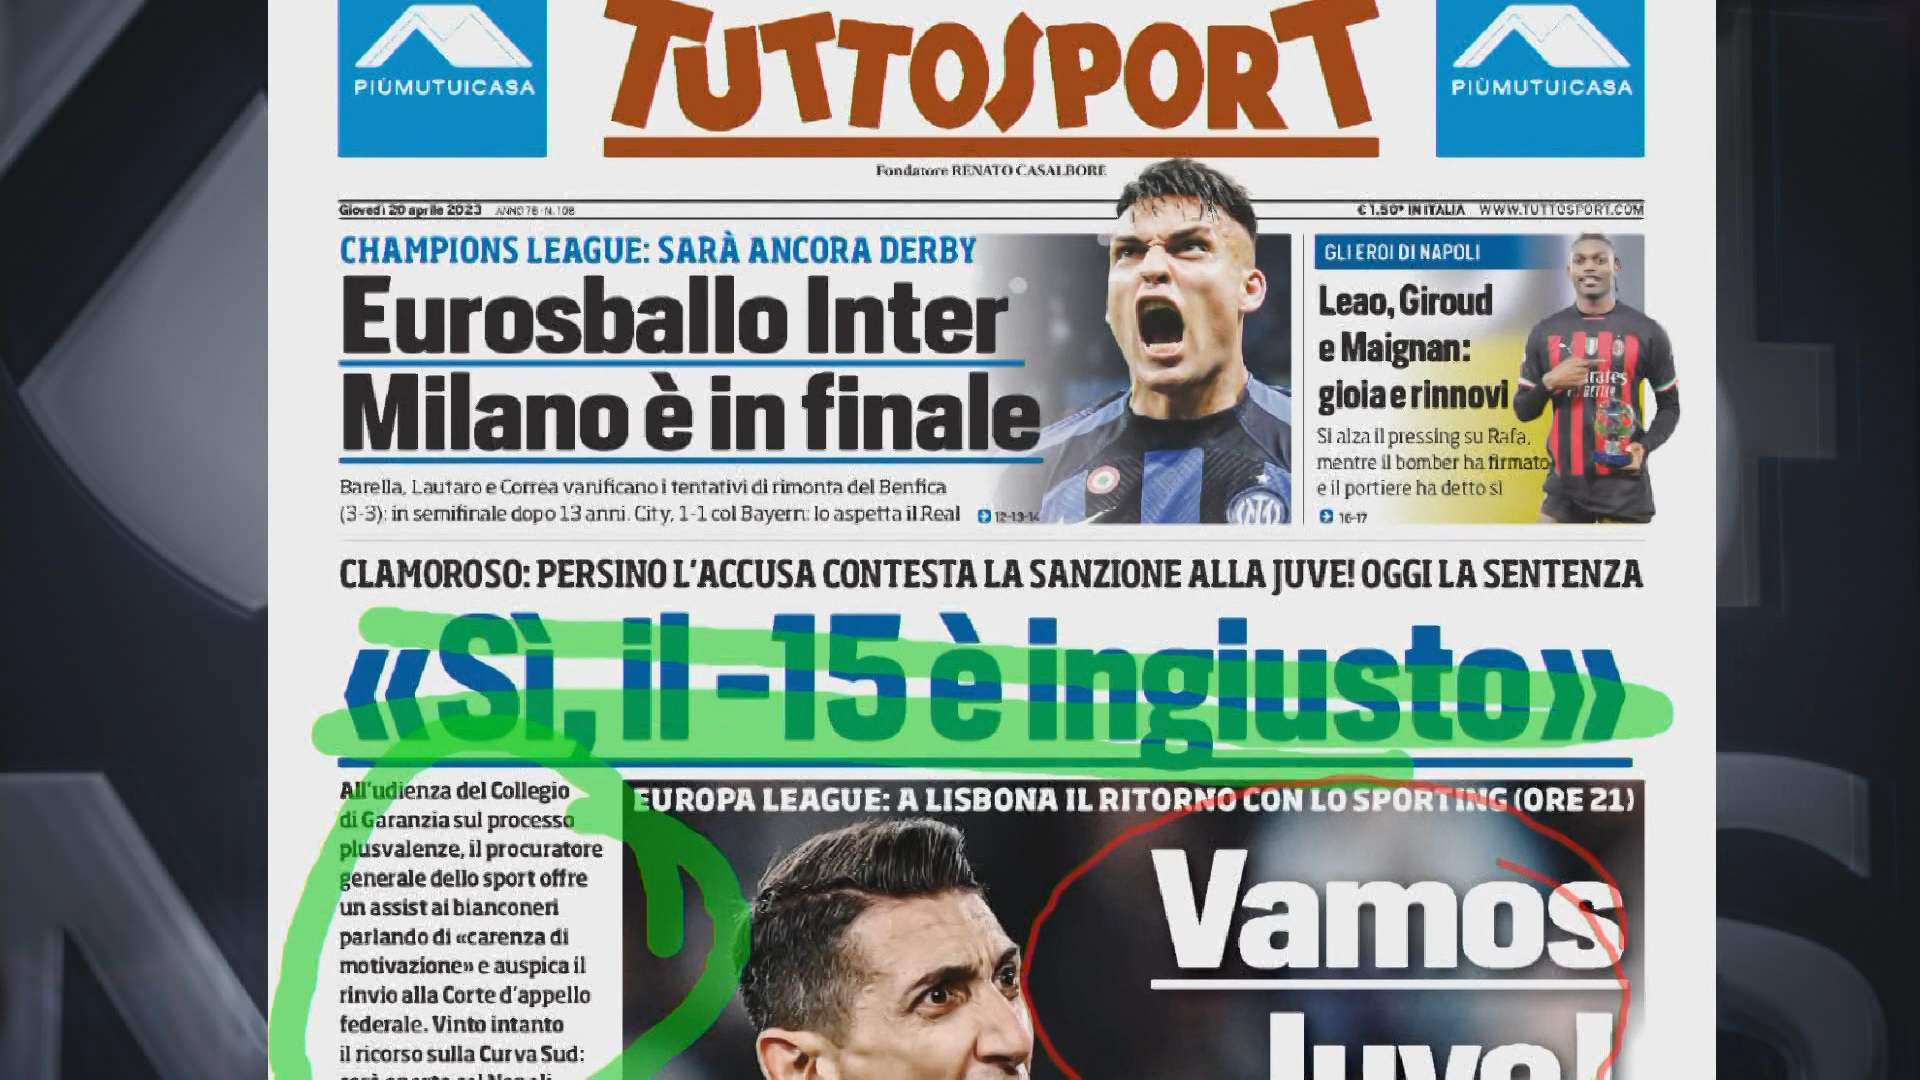 PIÙMUTUICASA
TUTTOSPORT
PIÙMUTUICASA
Fondatore RENATO CASALBORE
Giovedì 20 aprile 2023 ANNO 78 - N. 108
€ 1.50* IN ITALIA WWW.TUTTOSPORT.COM
CHAMPIONS LEAGUE: SARÀ ANCORA DERBY
Eurosballo Inter
Milano è in finale
Barella, Lautaro e Correa vanificano i tentativi di rimonta del Benfica
(3-3): in semifinale dopo 13 anni. City, 1-1 col Bayern: lo aspetta il Real
12-13-14
GLI EROI DI NAPOLI
Leao, Giroud
e Maignan:
gioia e rinnovi
Si alza il pressing su Rafa,
mentre il bomber ha firmato
e il portiere ha detto sì
16-17
CLAMOROSO: PERSINO L'ACCUSA CONTESTA LA SANZIONE ALLA JUVE! OGGI LA SENTENZA
«Sì, il -15 è ingiusto»
All'udienza del Collegio
di Garanzia sul processo
plusvalenze, il procuratore
generale dello sport offre
un assist ai bianconeri
parlando di «carenza di
motivazione» e auspica il
rinvio alla Corte d'appello
federale. Vinto intanto
il ricorso sulla Curva Sud:
EUROPA LEAGUE: A LISBONA IL RITORNO CON LO SPORTING (ORE 21)
Vamos
Juve!